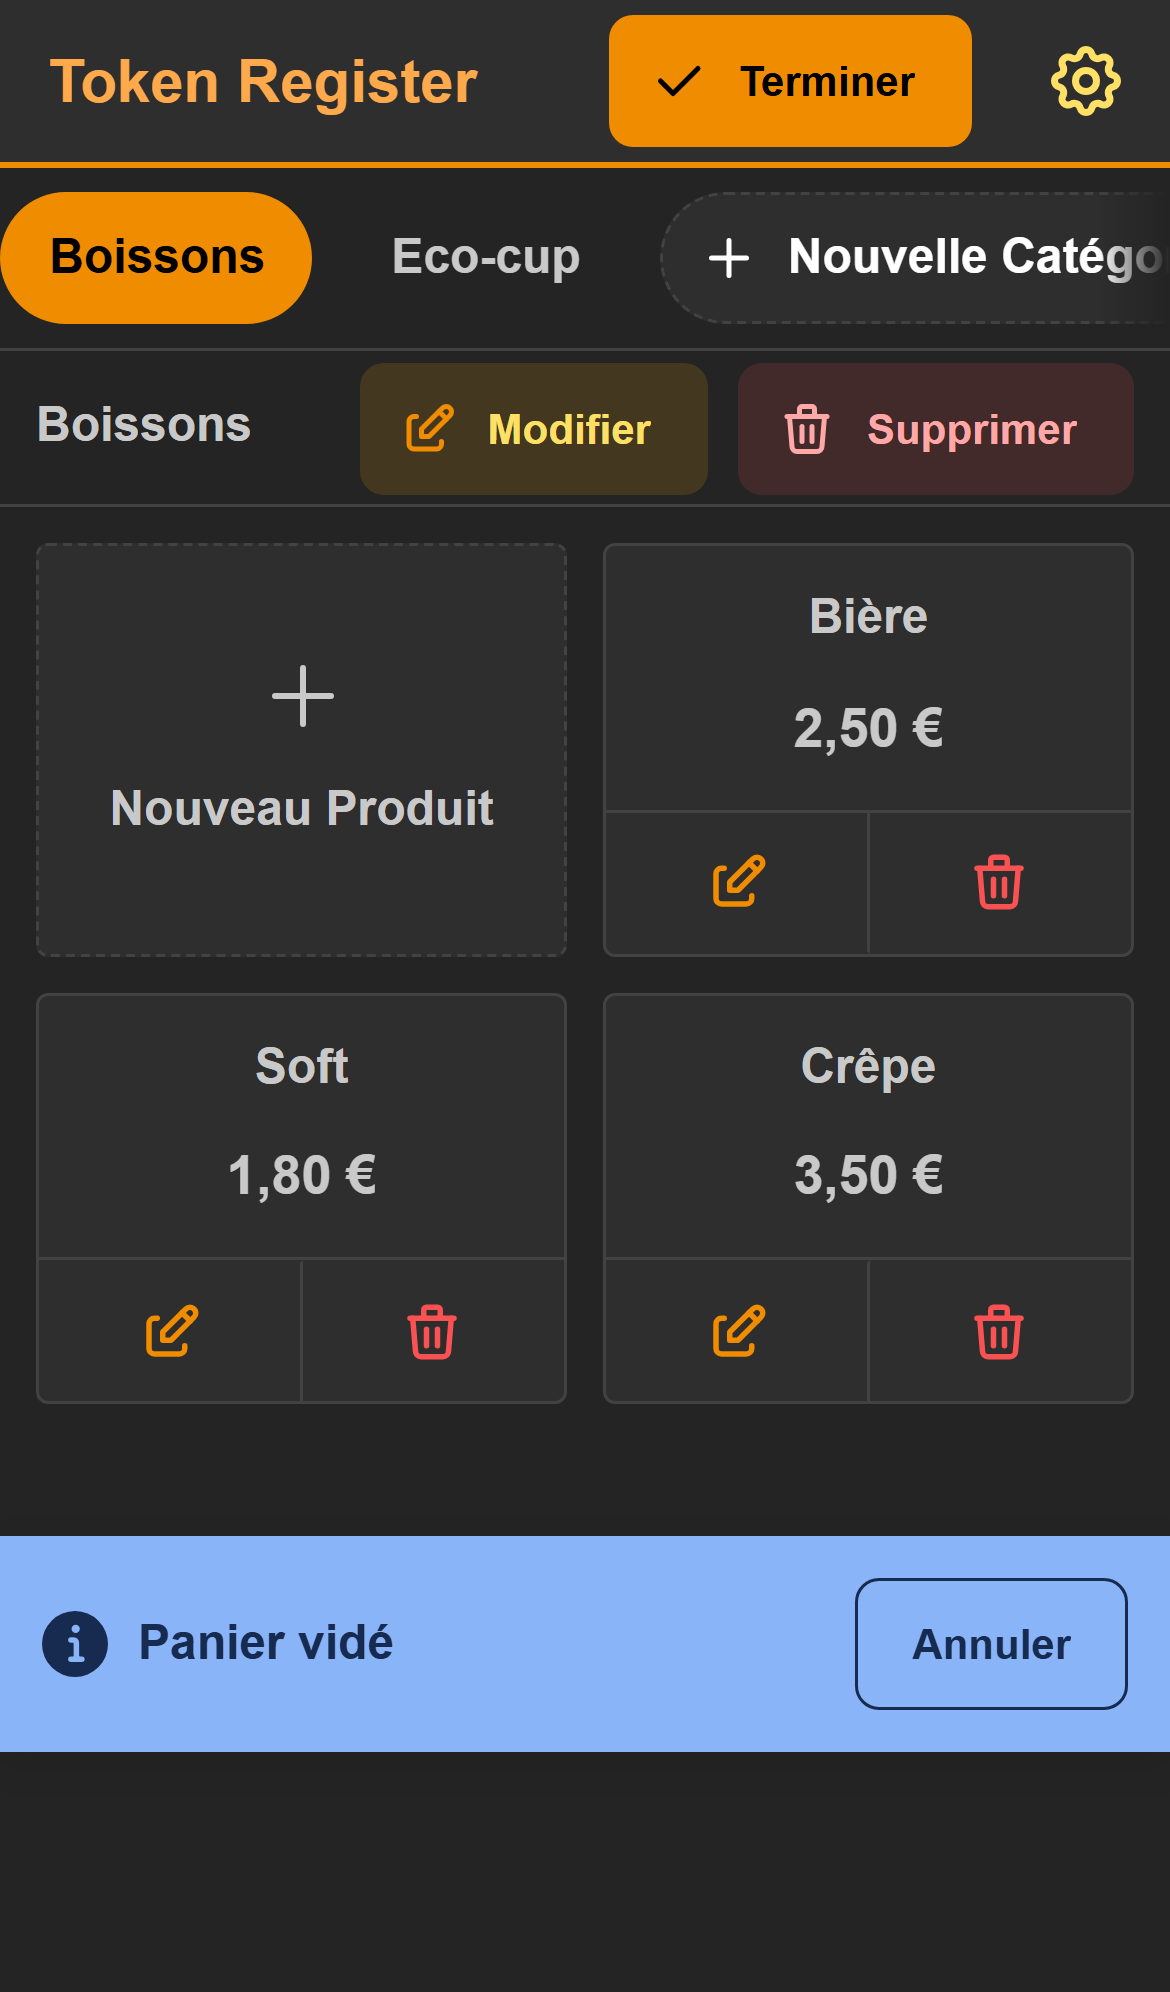 Token Register
Terminer
Boissons
Eco-cup
Nouvelle Catégo
Boissons
Modifier
Supprimer
Nouveau Produit
Bière
2,50 €
Soft
1,80 €
Crêpe
3,50 €
Panier vidé
Annuler